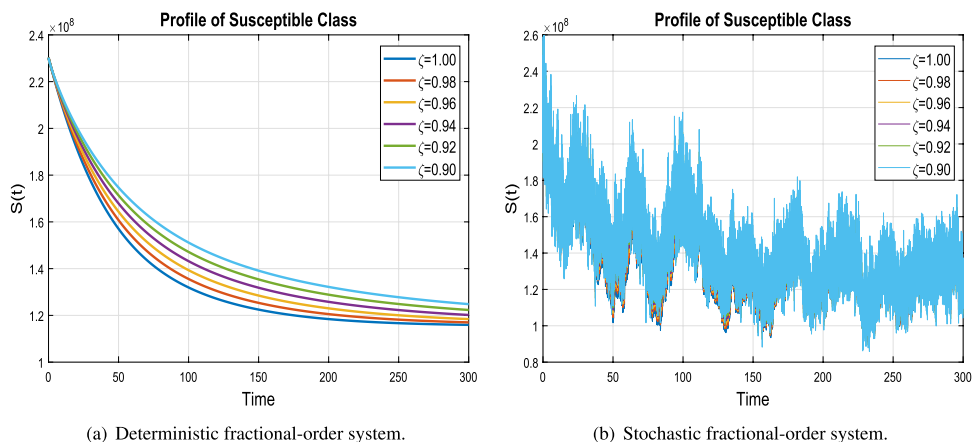 Profile of Susceptible Class
×10⁸
2.4
2.2
2
1.8
1.6
1.4
1.2
1
S(t)
0 50 100 150 200 250 300
Time
ζ=1.00
ζ=0.98
ζ=0.96
ζ=0.94
ζ=0.92
ζ=0.90
(a) Deterministic fractional-order system.
Profile of Susceptible Class
×10⁸
2.6
2.4
2.2
2
1.8
1.6
1.4
1.2
1
0.8
S(t)
0 50 100 150 200 250 300
Time
ζ=1.00
ζ=0.98
ζ=0.96
ζ=0.94
ζ=0.92
ζ=0.90
(b) Stochastic fractional-order system.